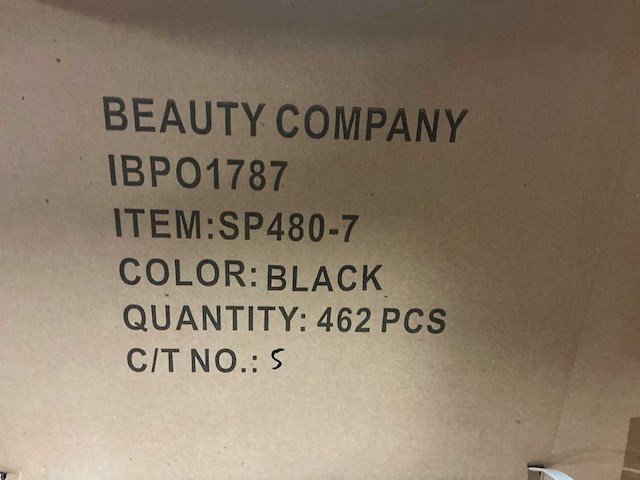 BEAUTY COMPANY
IBPO1787
ITEM:SP480-7
COLOR: BLACK
QUANTITY: 462 PCS
C/T NO.: 5